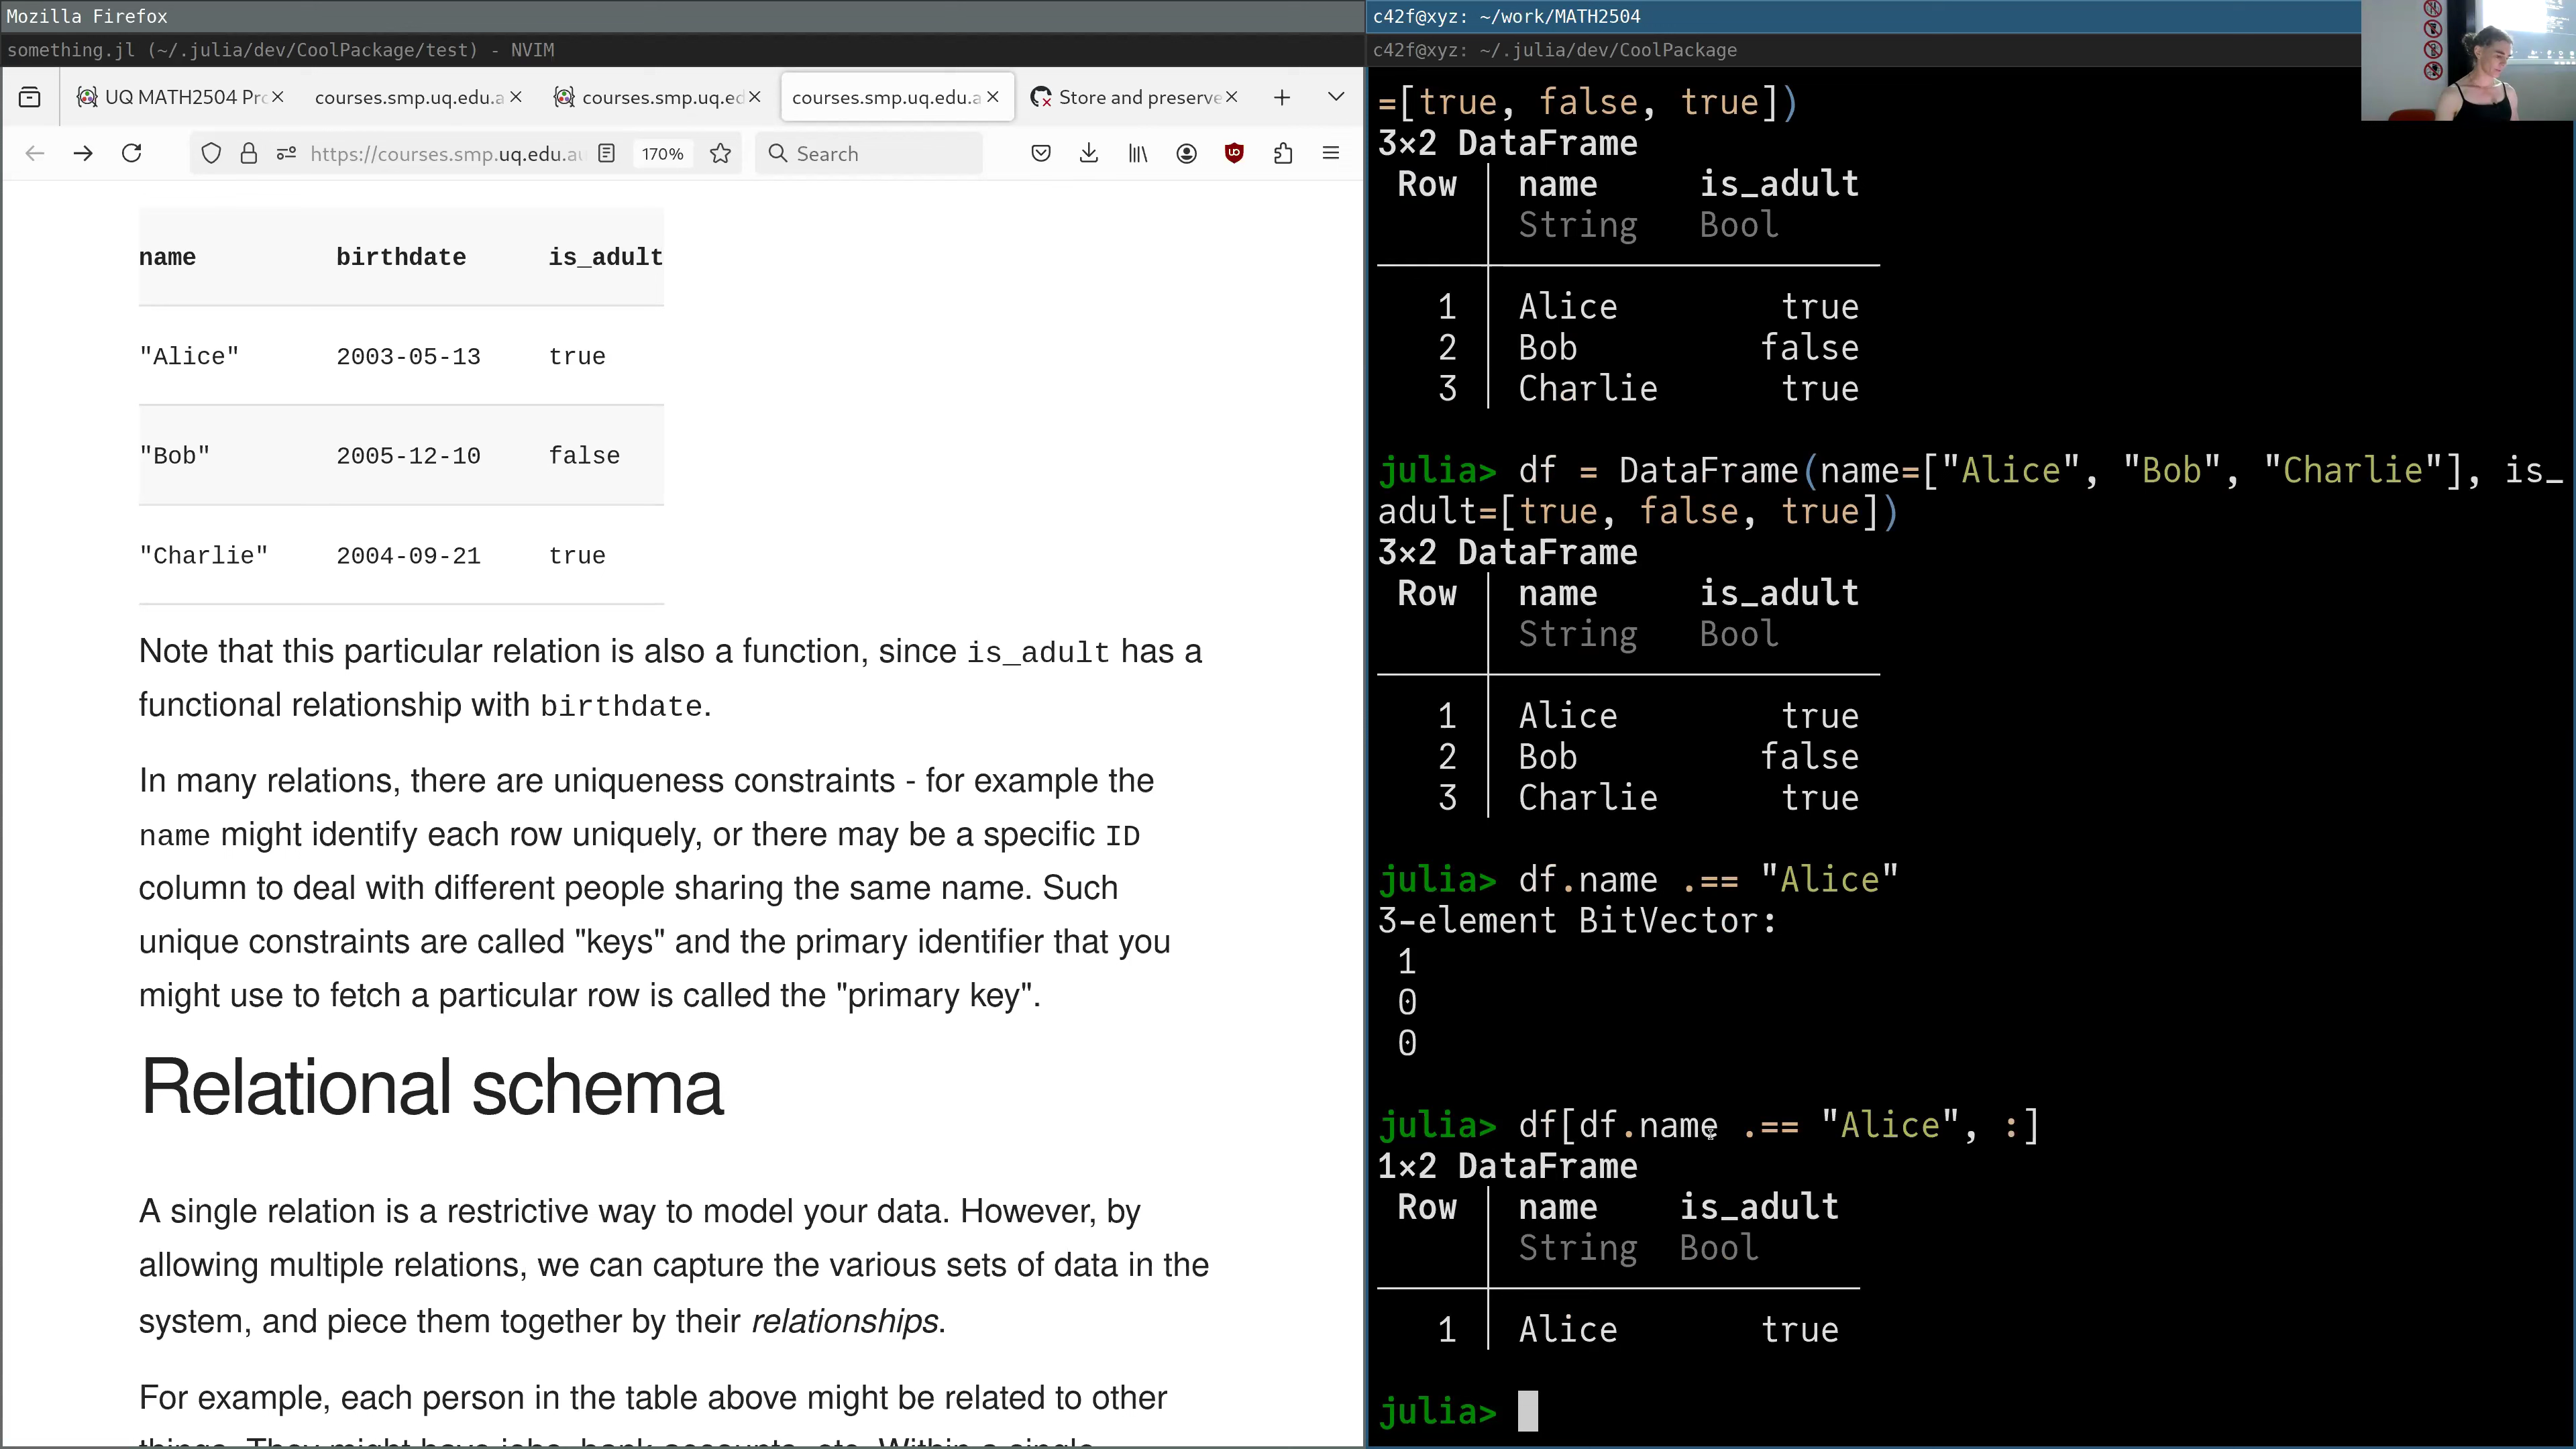 Mozilla Firefox
something.jl (~/.julia/dev/CoolPackage/test) - NVIM
UQ MATH2504 Prc
courses.smp.uq.edu.a
courses.smp.uq.ed
courses.smp.uq.edu.a
Store and preserve
https://courses.smp.uq.edu.au
170%
Search
name birthdate is_adult
"Alice" 2003-05-13 true
"Bob" 2005-12-10 false
"Charlie" 2004-09-21 true
Note that this particular relation is also a function, since is_adult has a
functional relationship with birthdate.
In many relations, there are uniqueness constraints - for example the
name might identify each row uniquely, or there may be a specific ID
column to deal with different people sharing the same name. Such
unique constraints are called "keys" and the primary identifier that you
might use to fetch a particular row is called the "primary key".
Relational schema
A single relation is a restrictive way to model your data. However, by
allowing multiple relations, we can capture the various sets of data in the
system, and piece them together by their relationships.
For example, each person in the table above might be related to other
things. They might have jobs, bank accounts, etc. Within a single
c42f@xyz: ~/work/MATH2504
c42f@xyz: ~/.julia/dev/CoolPackage
=[true, false, true])
3×2 DataFrame
Row name is_adult
String Bool
1 Alice true
2 Bob false
3 Charlie true
julia> df = DataFrame(name=["Alice", "Bob", "Charlie"], is_
adult=[true, false, true])
3×2 DataFrame
Row name is_adult
String Bool
1 Alice true
2 Bob false
3 Charlie true
julia> df.name .== "Alice"
3-element BitVector:
1
0
0
julia> df[df.name .== "Alice", :]
1×2 DataFrame
Row name is_adult
String Bool
1 Alice true
julia>